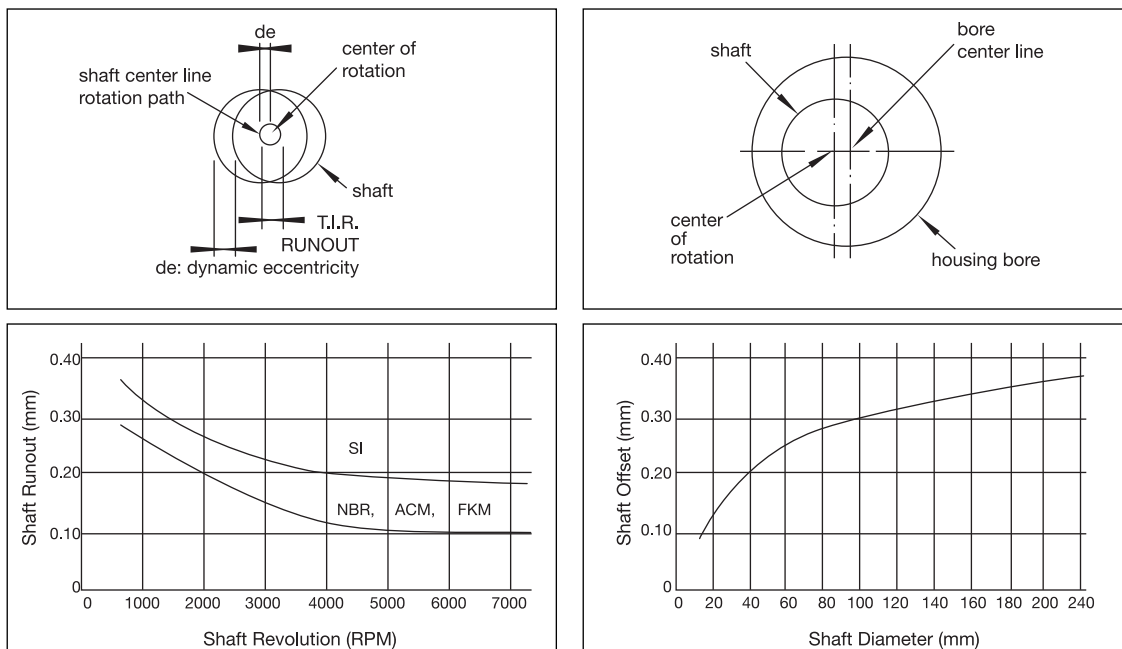 de
center of
rotation
shaft center line
rotation path
shaft
T.I.R.
RUNOUT
de: dynamic eccentricity
shaft
bore
center line
center
of
rotation
housing bore
Shaft Runout (mm)
0.40
0.30
0.20
0.10
0
SI
NBR, ACM, FKM
0 1000 2000 3000 4000 5000 6000 7000
Shaft Revolution (RPM)
Shaft Offset (mm)
0.40
0.30
0.20
0.10
0
0 20 40 60 80 100 120 140 160 180 200 240
Shaft Diameter (mm)